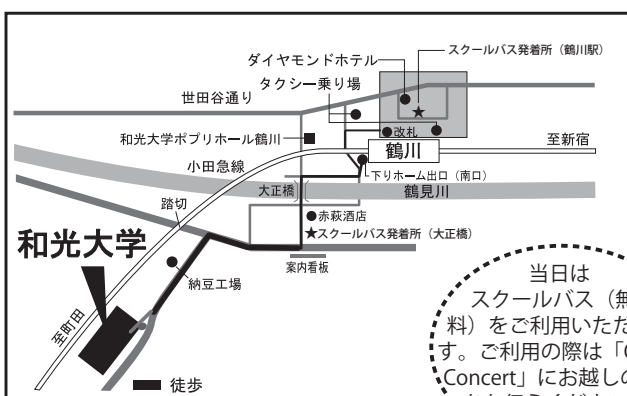 ダイヤモンドホテル
スクールバス発着所（鶴川駅）
タクシー乗り場
世田谷通り
和光大学ポプリホール鶴川
改札
鶴川
至新宿
小田急線
下りホーム出口（南口）
大正橋
鶴見川
踏切
赤萩酒店
★スクールバス発着所（大正橋）
和光大学
納豆工場
案内看板
至町田
徒歩
当日は
スクールバス（無
料）をご利用いただ
す。ご利用の際は「
Concert」にお越しの